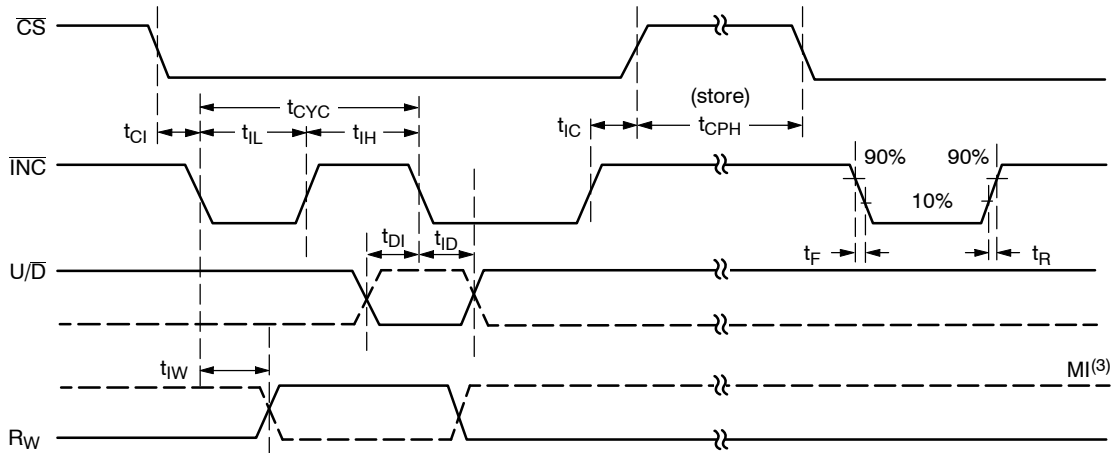 CS
(store)
tCYC
tCI tIL tIH tIC tCPH
INC
90% 90%
10%
tDI tID
U/D
tF tR
tIW
MI(3)
RW